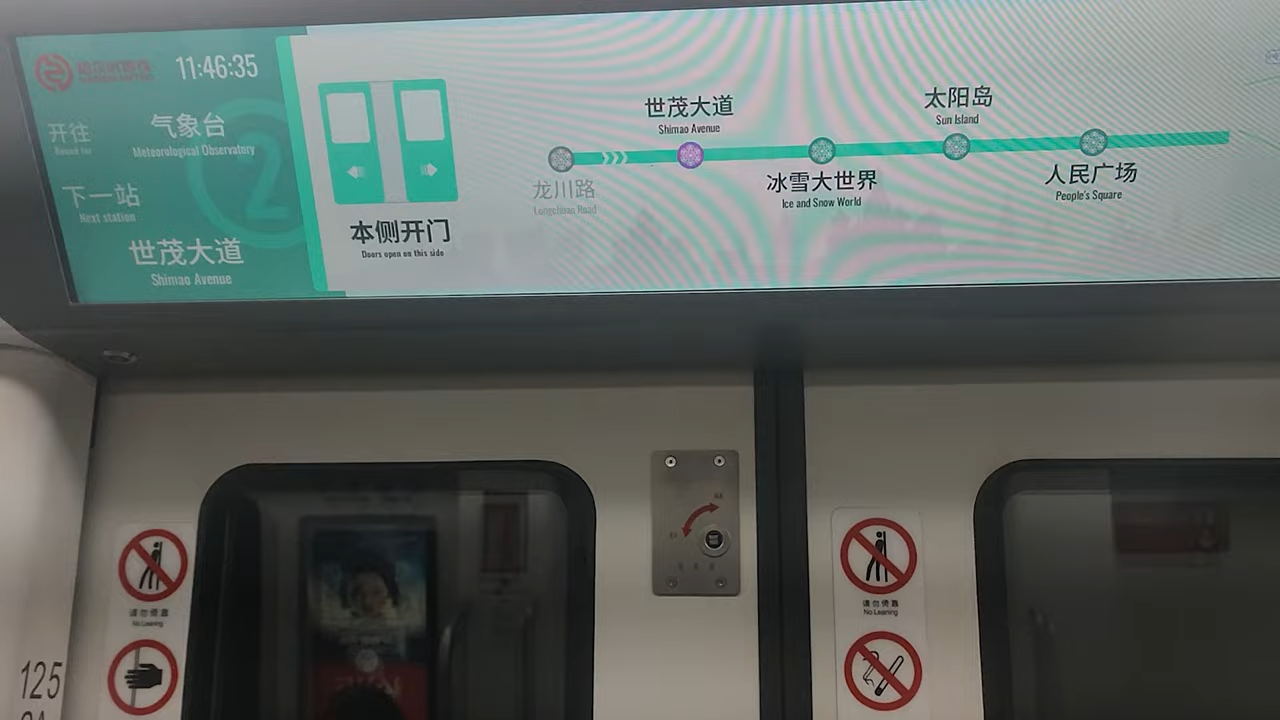 11:46:35
开往
Bound for
气象台
Meteorological Observatory
2
下一站
Next station
世茂大道
Shimao Avenue
本侧开门
Doors open on this side
龙川路
Longchuan Road
世茂大道
Shimao Avenue
冰雪大世界
Ice and Snow World
太阳岛
Sun Island
人民广场
People's Square
请勿倚靠
No Leaning
请勿倚靠
No Leaning
125